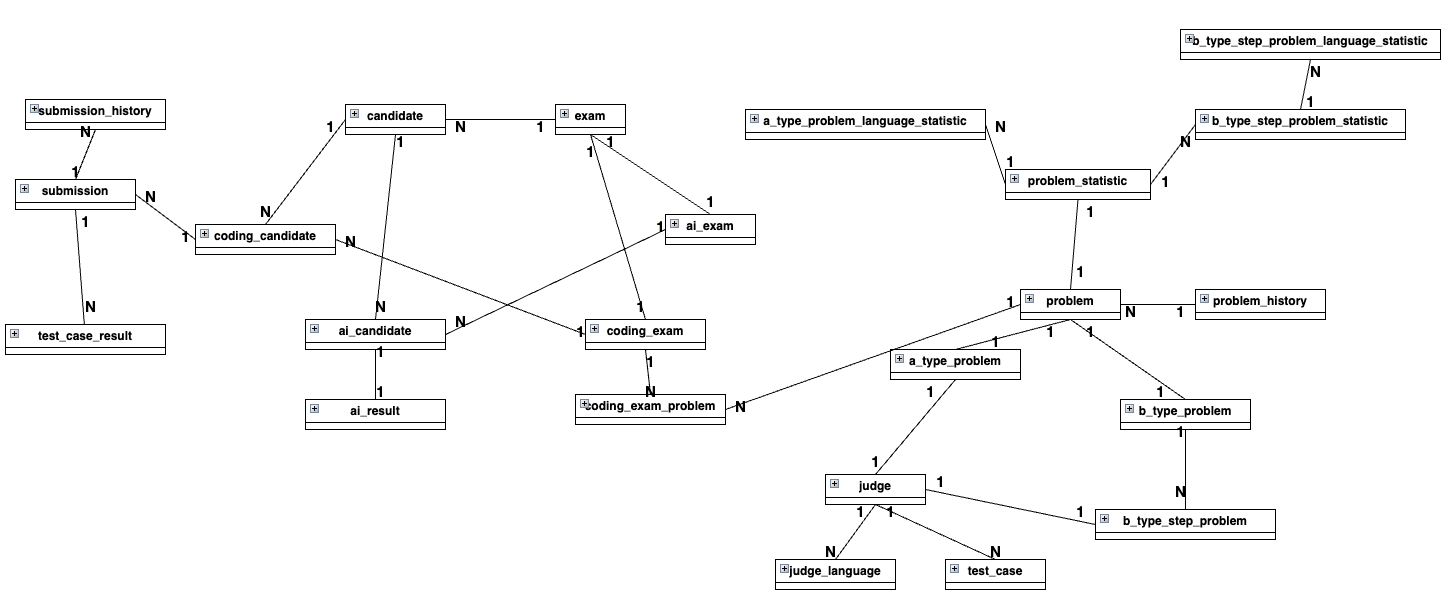 b_type_step_problem_language_statistic
N
1
submission_history
N
1
candidate
1
N
1
exam
1
1
a_type_problem_language_statistic
N
1
b_type_step_problem_statistic
N
1
submission
N
1
1
coding_candidate
N
N
1
ai_exam
1
problem_statistic
1
1
test_case_result
N
ai_candidate
N
N
1
coding_exam
1
1
1
problem
1
N
1
problem_history
1
1
a_type_problem
1
1
ai_result
1
coding_exam_problem
N
N
b_type_problem
1
1
judge
1
1
1
1
b_type_step_problem
N
1
judge_language
N
test_case
N